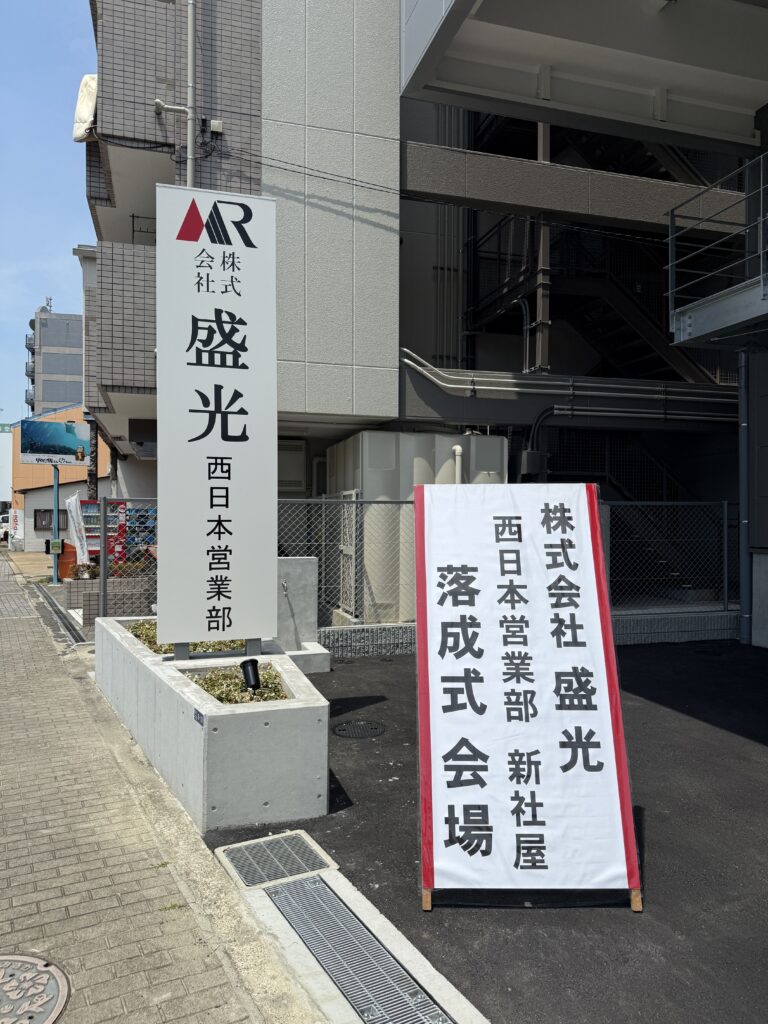 MR
株式
会社
盛光
西日本営業部
株式会社 盛光
西日本営業部 新社屋
落成式 会場